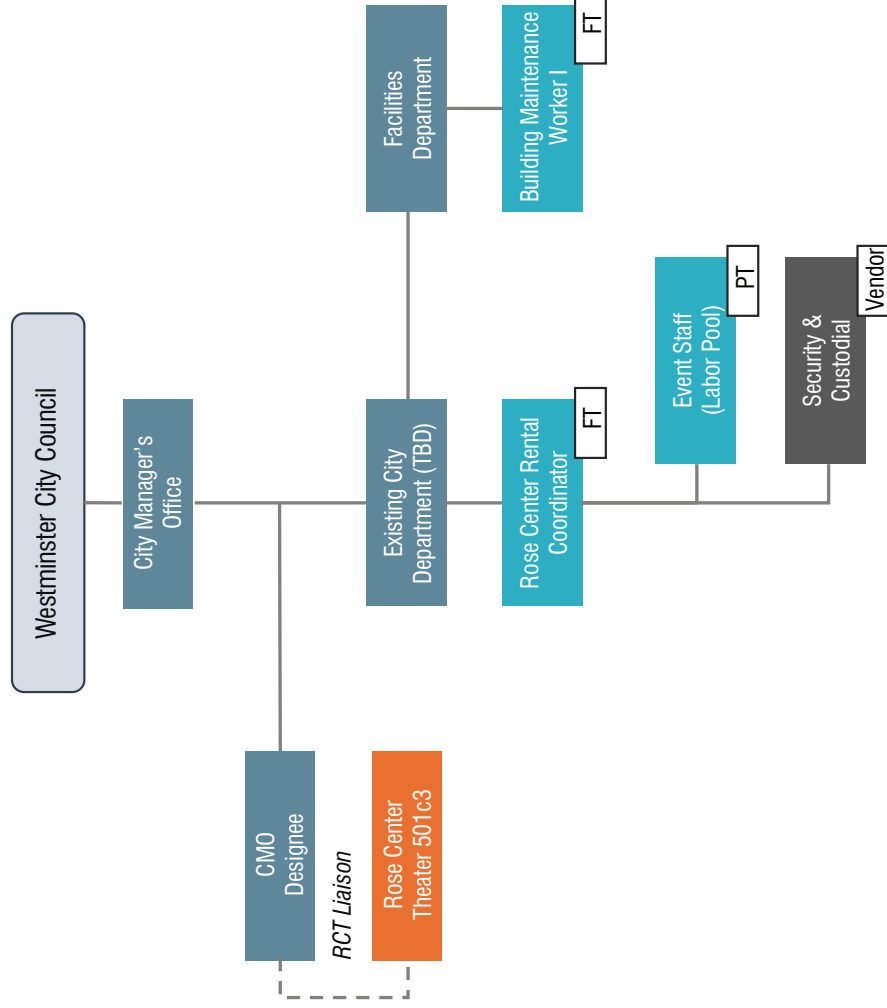 Westminster City Council
City Manager's
Office
CMO
Designee
RCT Liaison
Rose Center
Theater 501c3
Existing City
Department (TBD)
Facilities
Department
Rose Center Rental
Coordinator
FT
Building Maintenance
Worker I
FT
Event Staff
(Labor Pool)
PT
Security &
Custodial
Vendor